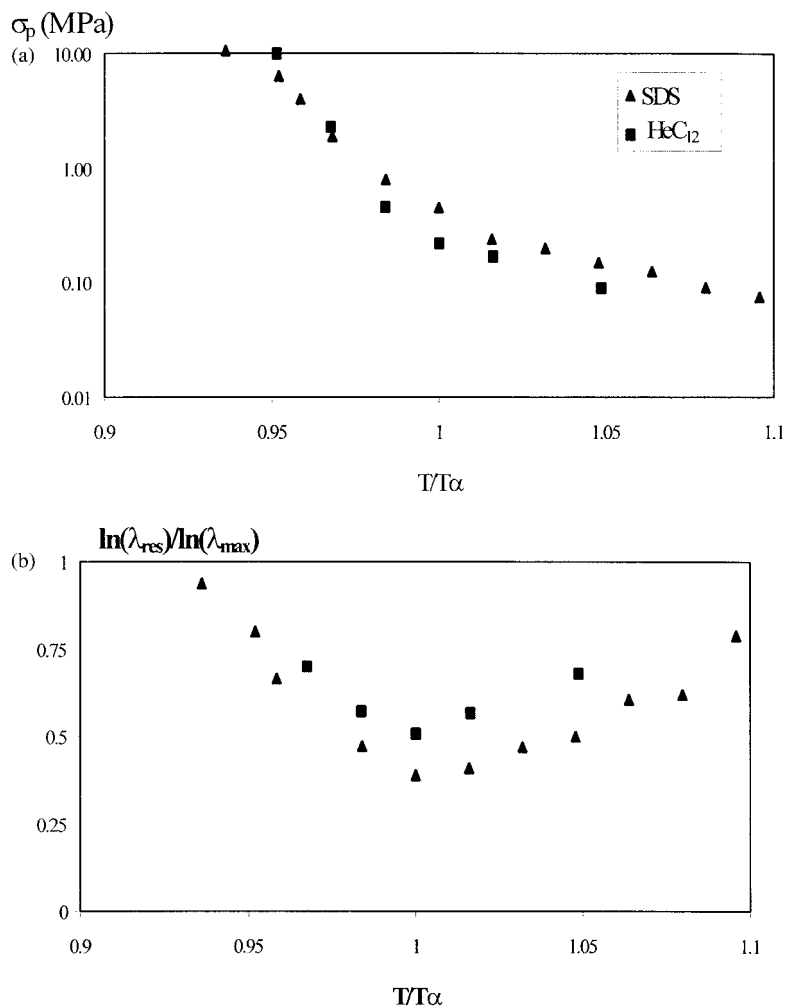 σp (MPa)
(a)
10.00
1.00
0.10
0.01
SDS
HeC12
0.9 0.95 1 1.05 1.1
T/Tα
ln(λres)/ln(λmax)
(b)
1
0.75
0.5
0.25
0
0.9 0.95 1 1.05 1.1
T/Tα